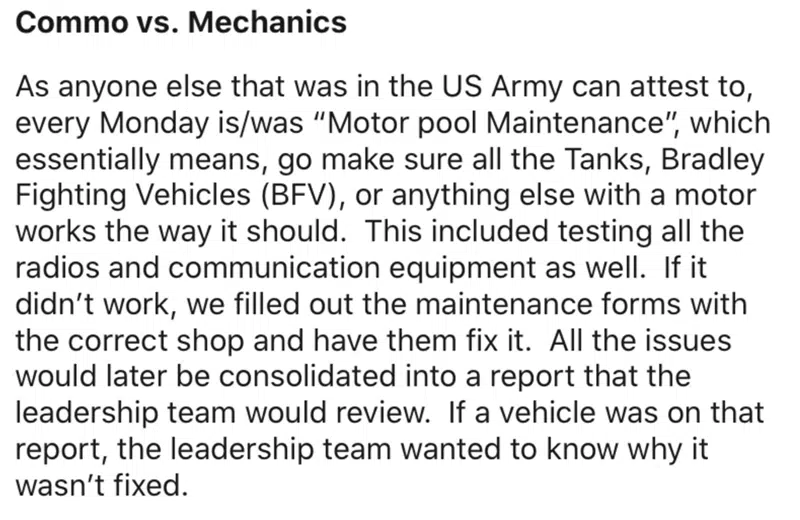 Commo vs. Mechanics
As anyone else that was in the US Army can attest to,
every Monday is/was “Motor pool Maintenance”, which
essentially means, go make sure all the Tanks, Bradley
Fighting Vehicles (BFV), or anything else with a motor
works the way it should.  This included testing all the
radios and communication equipment as well.  If it
didn’t work, we filled out the maintenance forms with
the correct shop and have them fix it.  All the issues
would later be consolidated into a report that the
leadership team would review.  If a vehicle was on that
report, the leadership team wanted to know why it
wasn’t fixed.